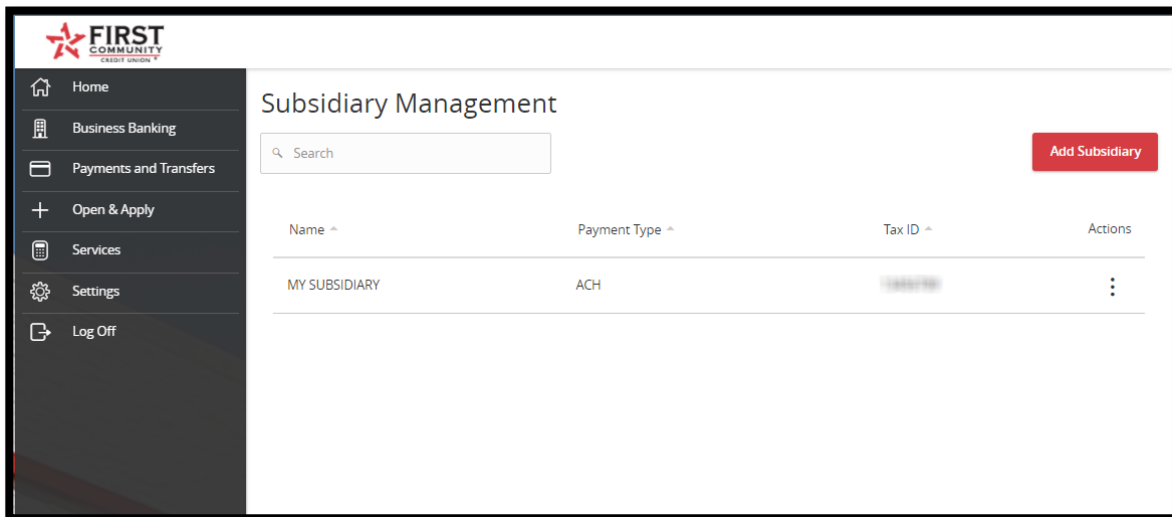 FIRST
COMMUNITY
CREDIT UNION
Home
Business Banking
Payments and Transfers
Open & Apply
Services
Settings
Log Off
Subsidiary Management
Search
Add Subsidiary
Name Payment Type Tax ID Actions
MY SUBSIDIARY ACH